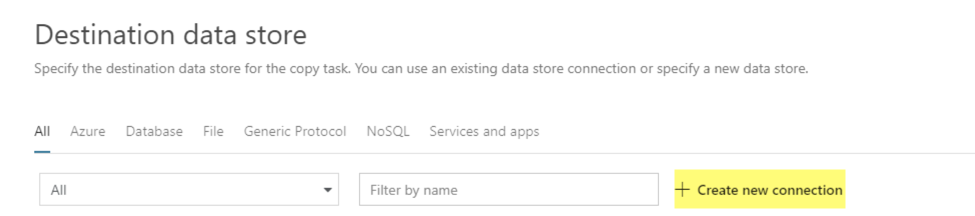 Destination data store
Specify the destination data store for the copy task. You can use an existing data store connection or specify a new data store.
All Azure Database File Generic Protocol NoSQL Services and apps
All Filter by name + Create new connection